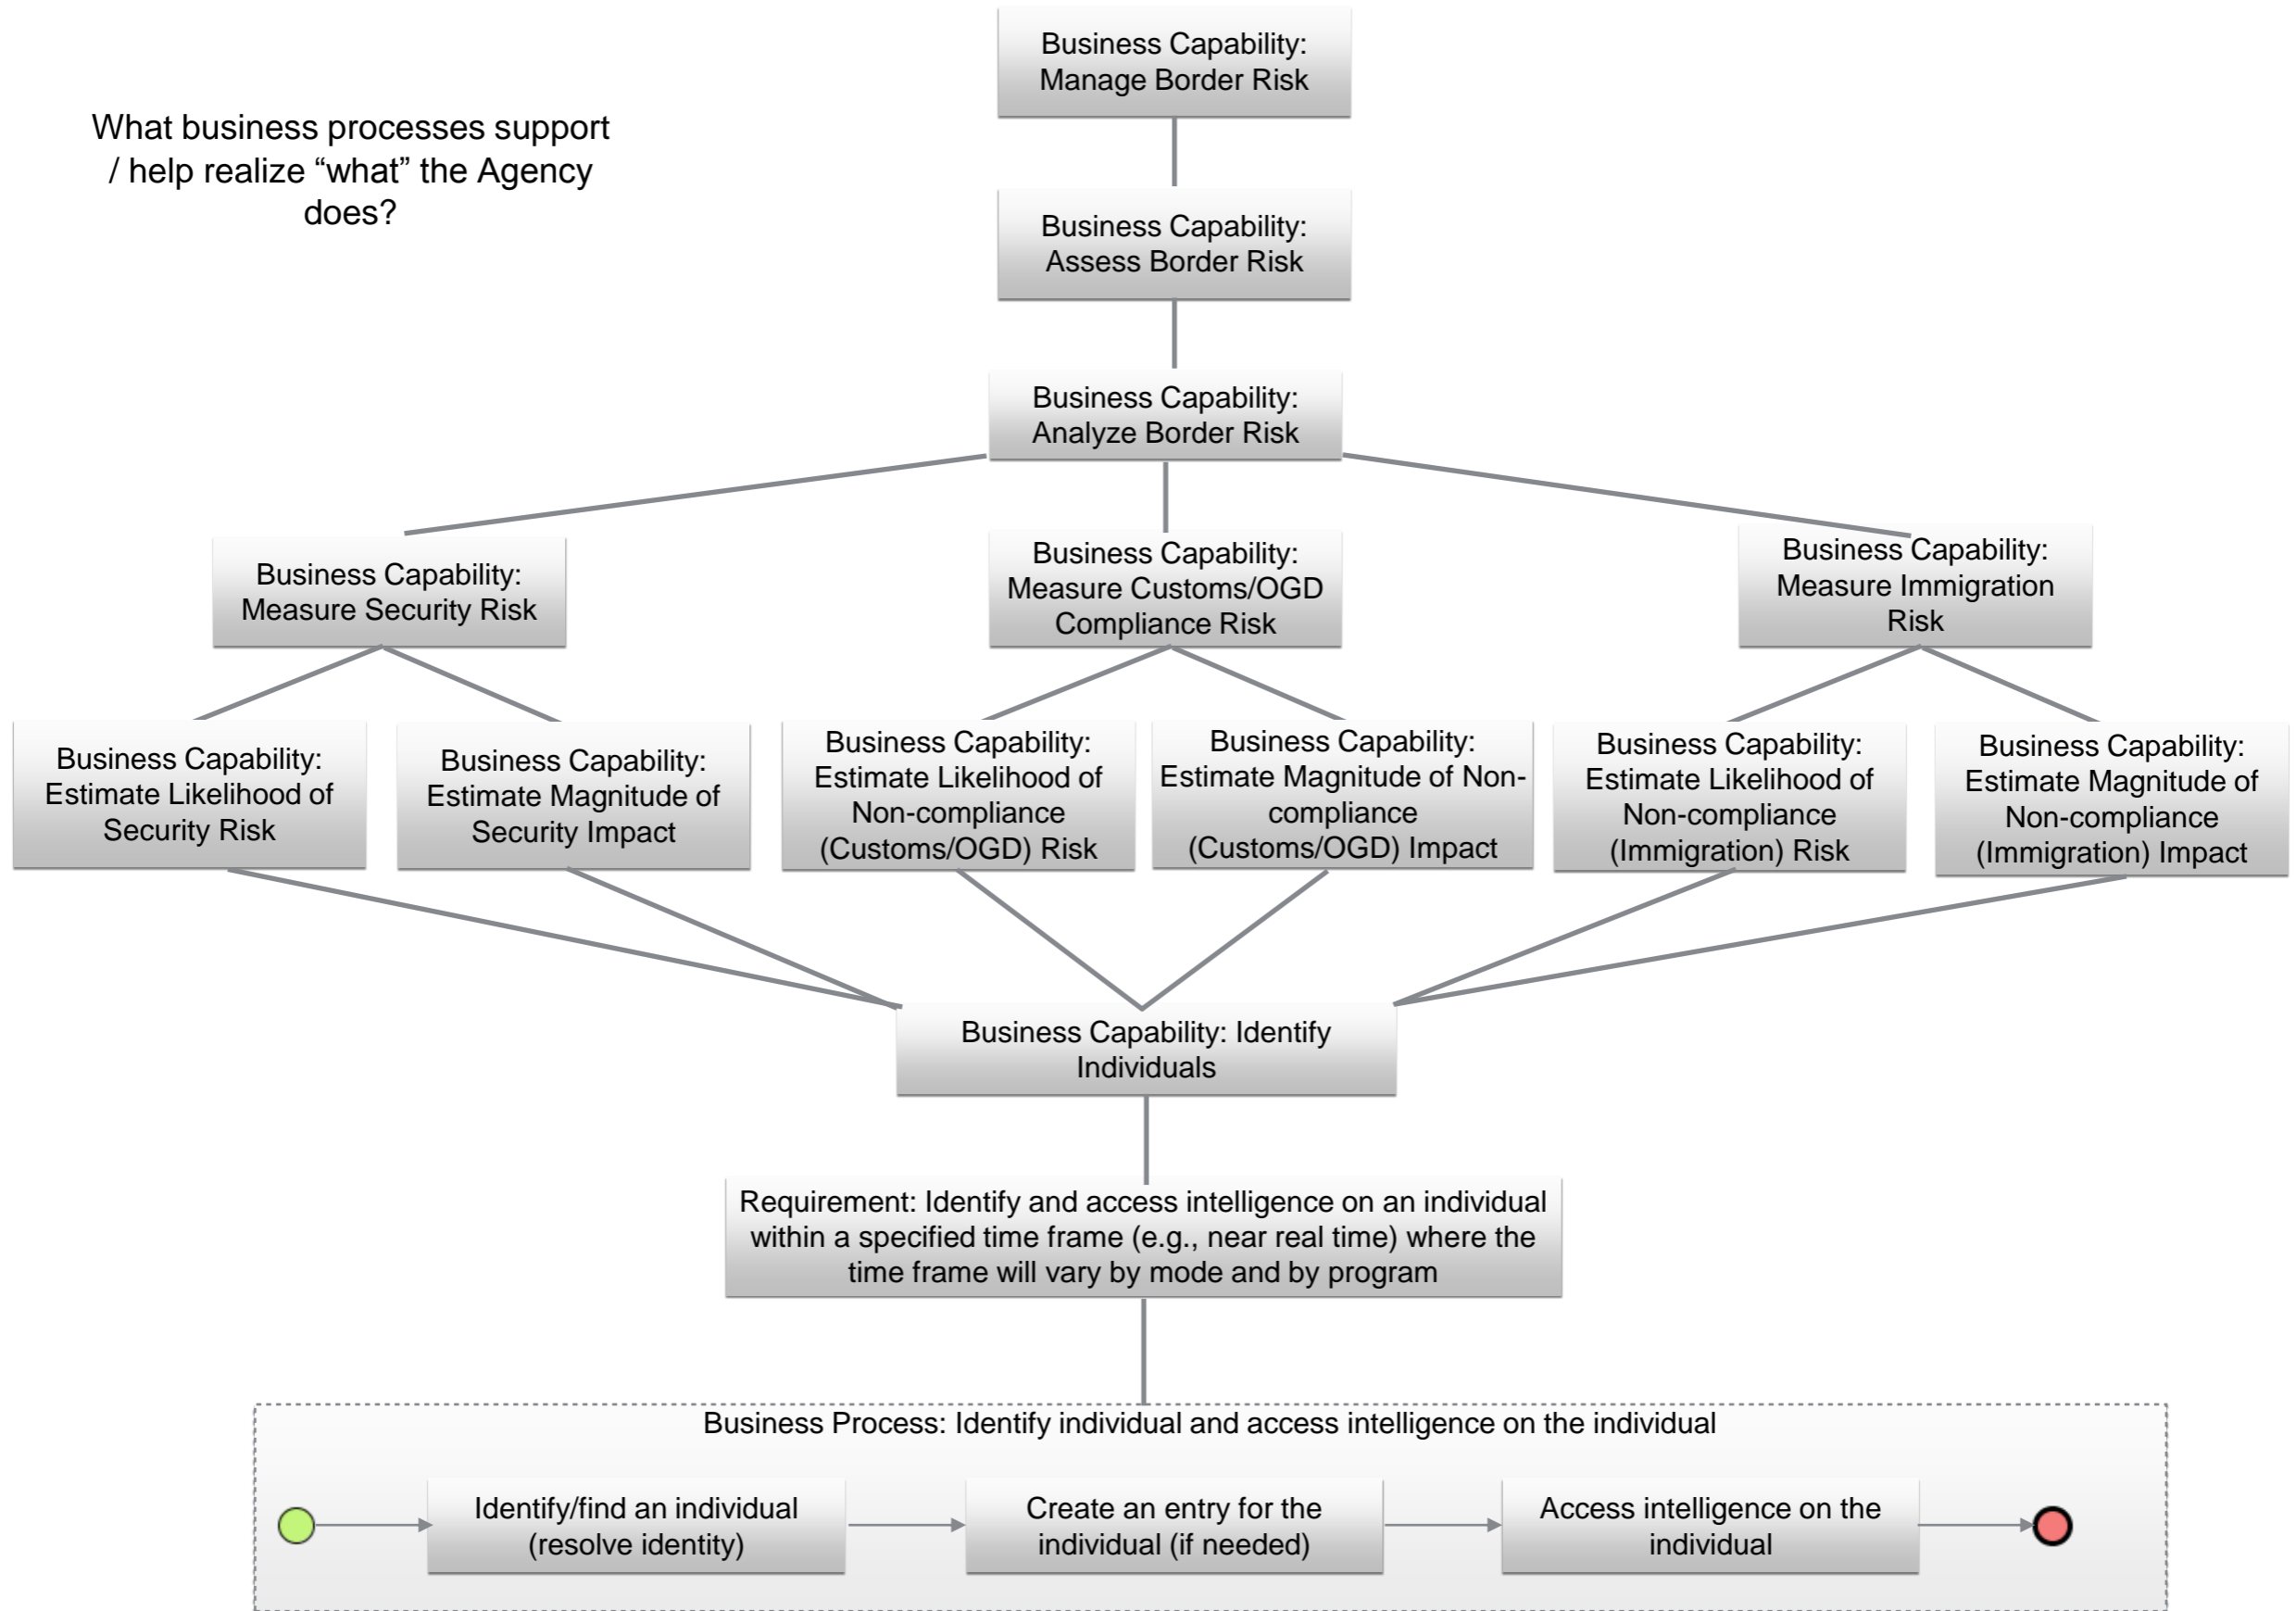 What business processes support
/ help realize “what” the Agency
does?
Business Capability:
Manage Border Risk
Business Capability:
Assess Border Risk
Business Capability:
Analyze Border Risk
Business Capability:
Measure Security Risk
Business Capability:
Measure Customs/OGD
Compliance Risk
Business Capability:
Measure Immigration
Risk
Business Capability:
Estimate Likelihood of
Security Risk
Business Capability:
Estimate Magnitude of
Security Impact
Business Capability:
Estimate Likelihood of
Non-compliance
(Customs/OGD) Risk
Business Capability:
Estimate Magnitude of Non-
compliance
(Customs/OGD) Impact
Business Capability:
Estimate Likelihood of
Non-compliance
(Immigration) Risk
Business Capability:
Estimate Magnitude of
Non-compliance
(Immigration) Impact
Business Capability: Identify
Individuals
Requirement: Identify and access intelligence on an individual
within a specified time frame (e.g., near real time) where the
time frame will vary by mode and by program
Business Process: Identify individual and access intelligence on the individual
Identify/find an individual
(resolve identity)
Create an entry for the
individual (if needed)
Access intelligence on the
individual